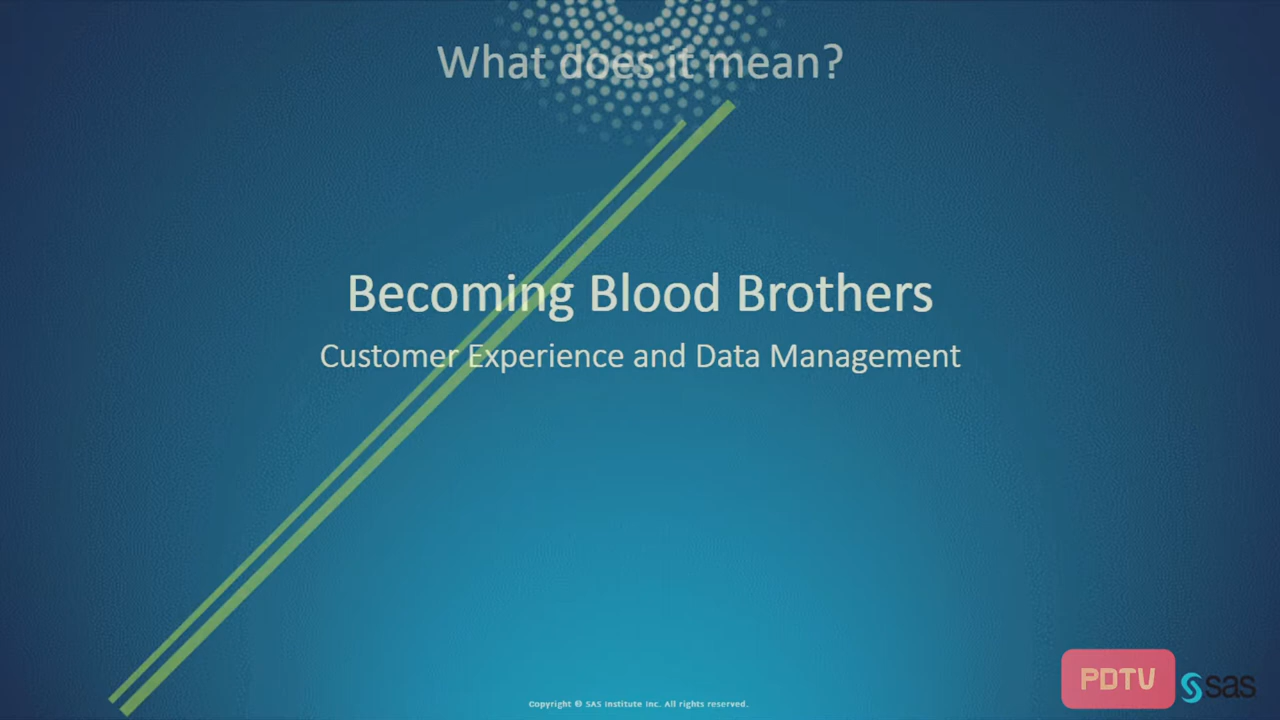 What does it mean?
Becoming Blood Brothers
Customer Experience and Data Management
PDTV
sas
Copyright © SAS Institute Inc. All rights reserved.